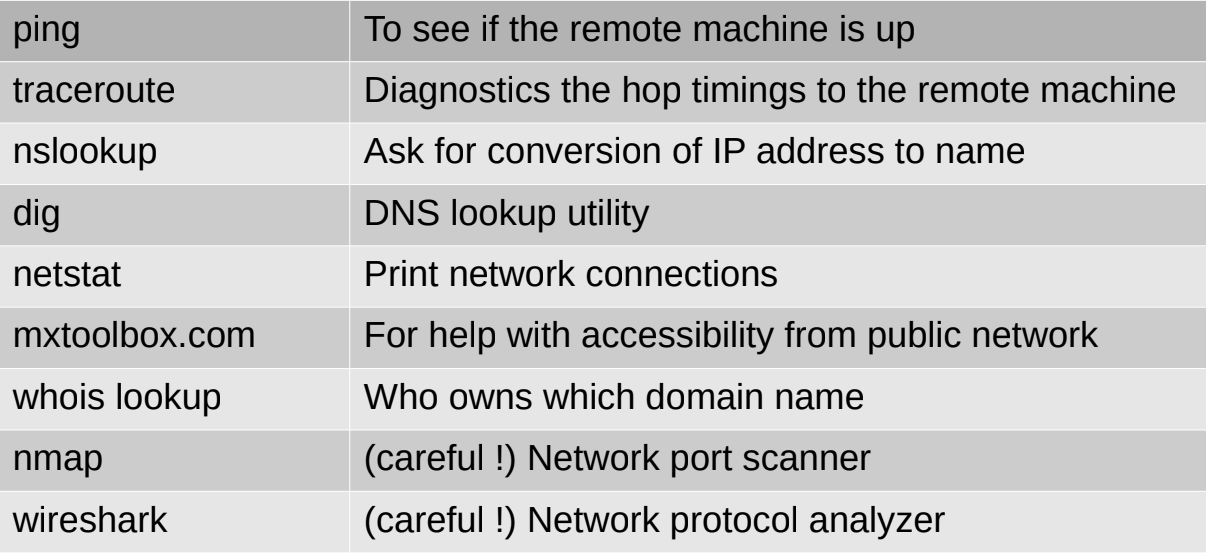 ping To see if the remote machine is up
traceroute Diagnostics the hop timings to the remote machine
nslookup Ask for conversion of IP address to name
dig DNS lookup utility
netstat Print network connections
mxtoolbox.com For help with accessibility from public network
whois lookup Who owns which domain name
nmap (careful !) Network port scanner
wireshark (careful !) Network protocol analyzer